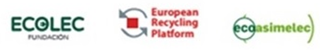 ECOLEC
FUNDACIÓN
European
Recycling
Platform
ecoasimelec